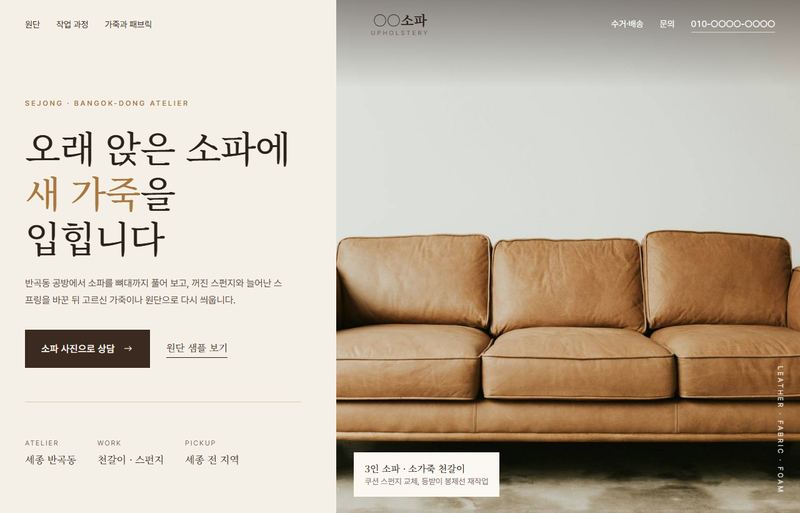 원단 작업 과정 가죽과 패브릭
○○소파
UPHOLSTERY
수거·배송 문의 010-○○○○-○○○○
SEJONG · BANGOK-DONG ATELIER
오래 앉은 소파에
새 가죽을
입힙니다
반곡동 공방에서 소파를 뼈대까지 풀어 보고, 꺼진 스펀지와 늘어난 스
프링을 바꾼 뒤 고르신 가죽이나 원단으로 다시 씌웁니다.
소파 사진으로 상담 →
원단 샘플 보기
ATELIER WORK PICKUP
세종 반곡동 천갈이 · 스펀지 세종 전 지역
3인 소파 · 소가죽 천갈이
쿠션 스펀지 교체, 등받이 봉제선 재작업
LEATHER · FABRIC · FOAM